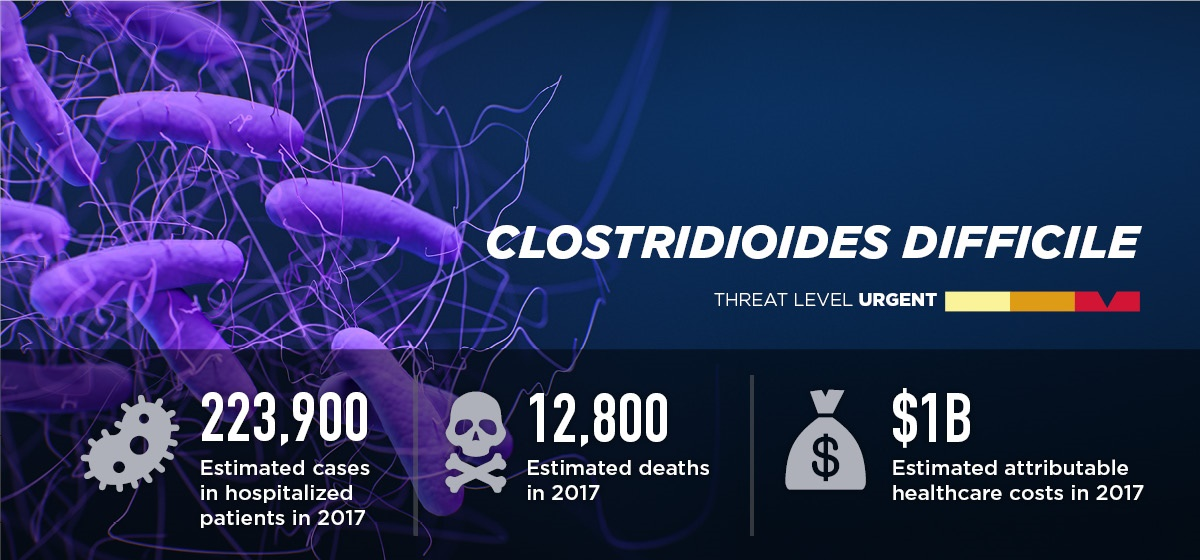 CLOSTRIDIOIDES DIFFICILE
THREAT LEVEL URGENT
223,900
Estimated cases
in hospitalized
patients in 2017
12,800
Estimated deaths
in 2017
$
$1B
Estimated attributable
healthcare costs in 2017